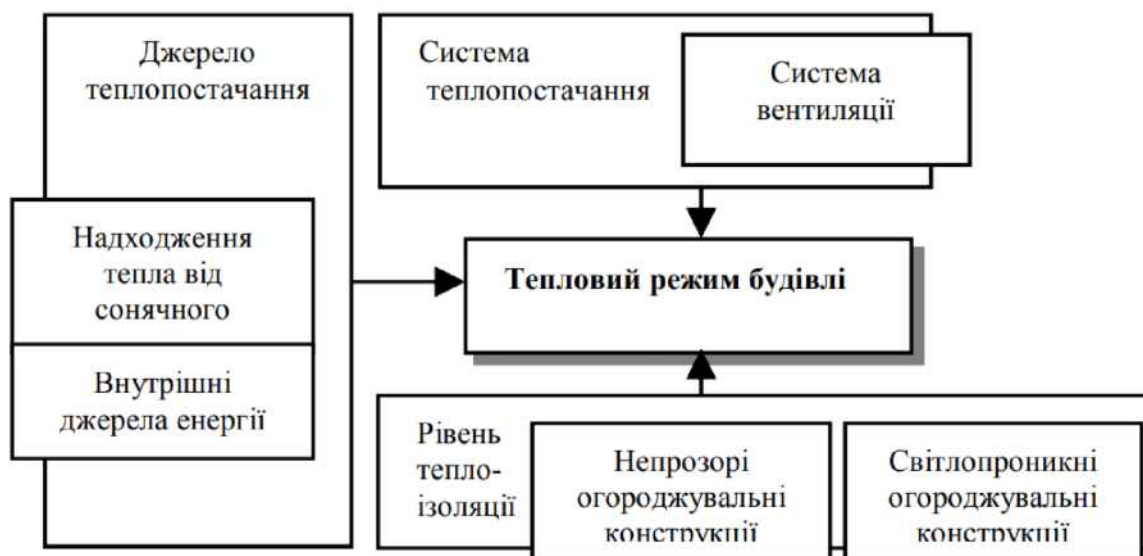 Джерело
теплопостачання
Надходження
тепла від
сонячного
Внутрішні
джерела енергії
Система
теплопостачання
Система
вентиляції
Тепловий режим будівлі
Рівень
тепло-
ізоляції
Непрозорі
огороджувальні
конструкції
Світлопроникні
огороджувальні
конструкції